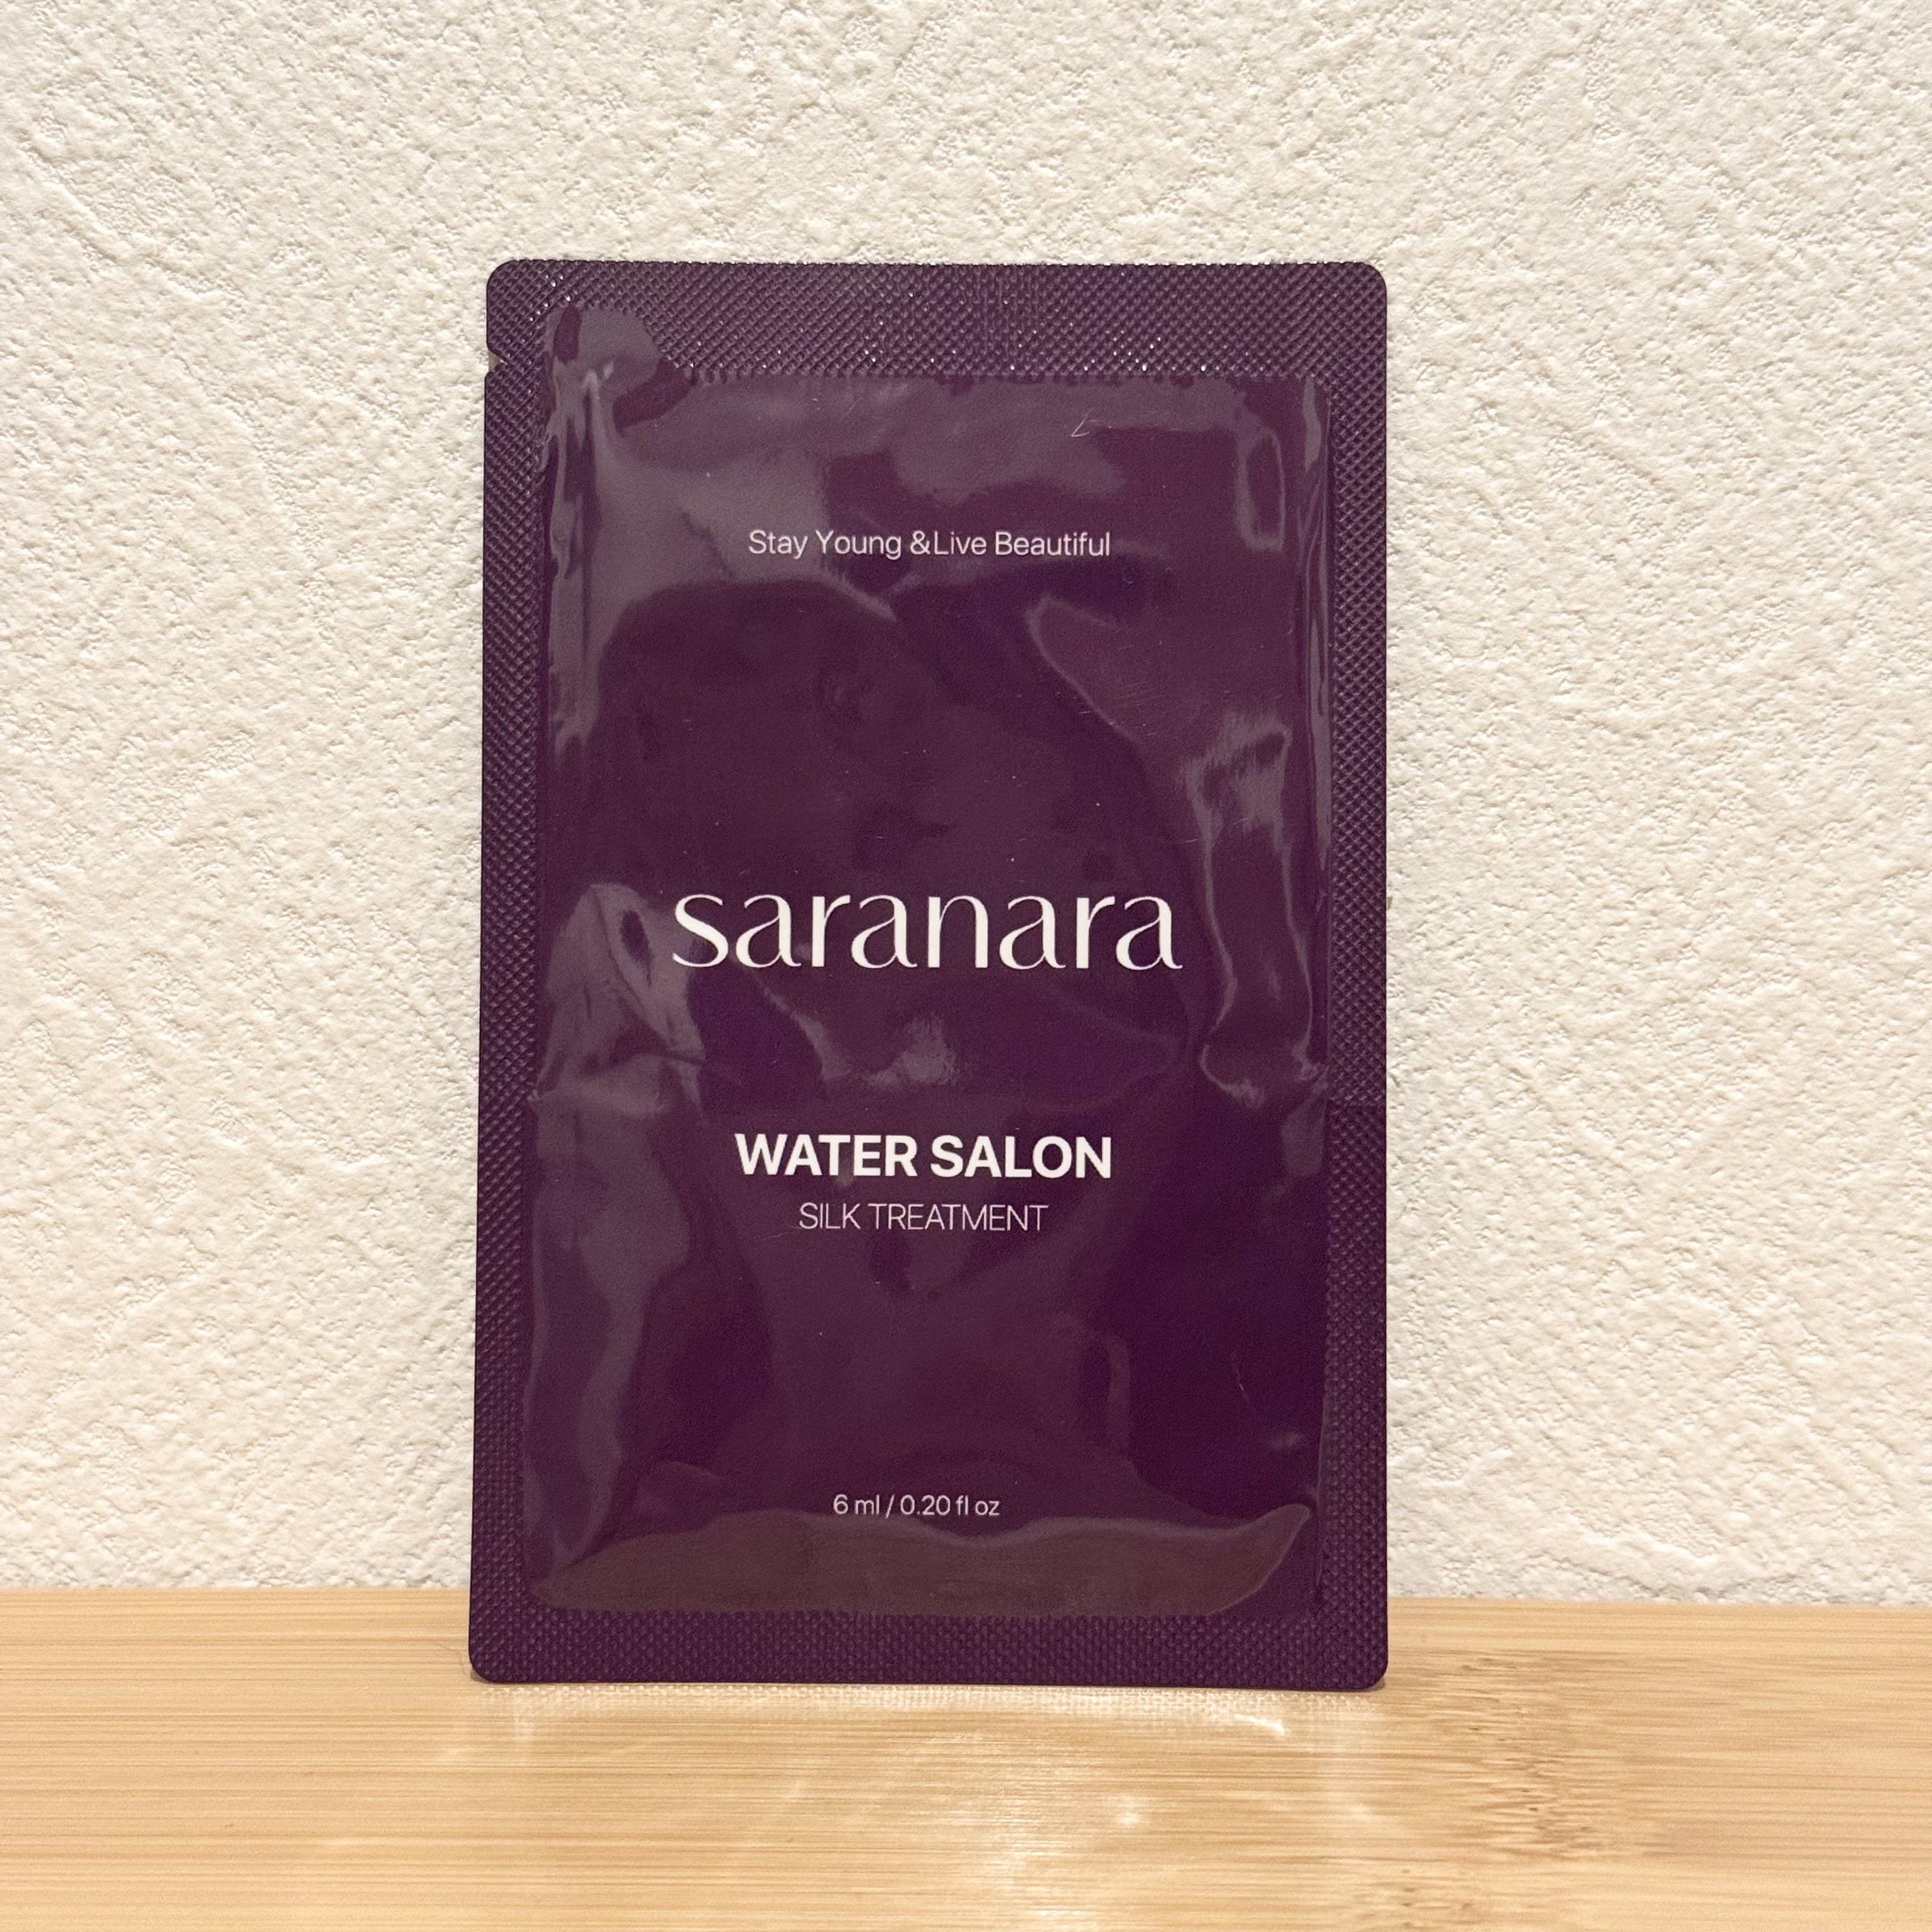 Stay Young &Live Beautiful
saranara
WATER SALON
SILK TREATMENT
6 ml / 0.20 fl oz